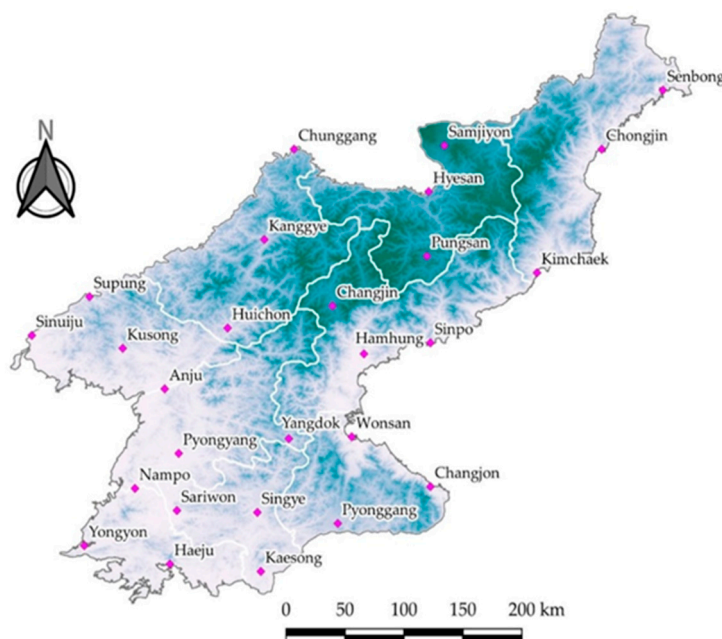 Senbong
N
Samjiyon
Chongjin
Chunggang
Hyesan
Kanggye
Pungsan
Kimchaek
Supung
Changjin
Huichon
Sinuiju
Kusong
Hamhung
Sinpo
Anju
Yangdok
Wonsan
Pyongyang
Nampo
Changjon
Sariwon
Singye
Pyonggang
Yongyon
Haeju
Kaesong
0 50 100 150 200 km